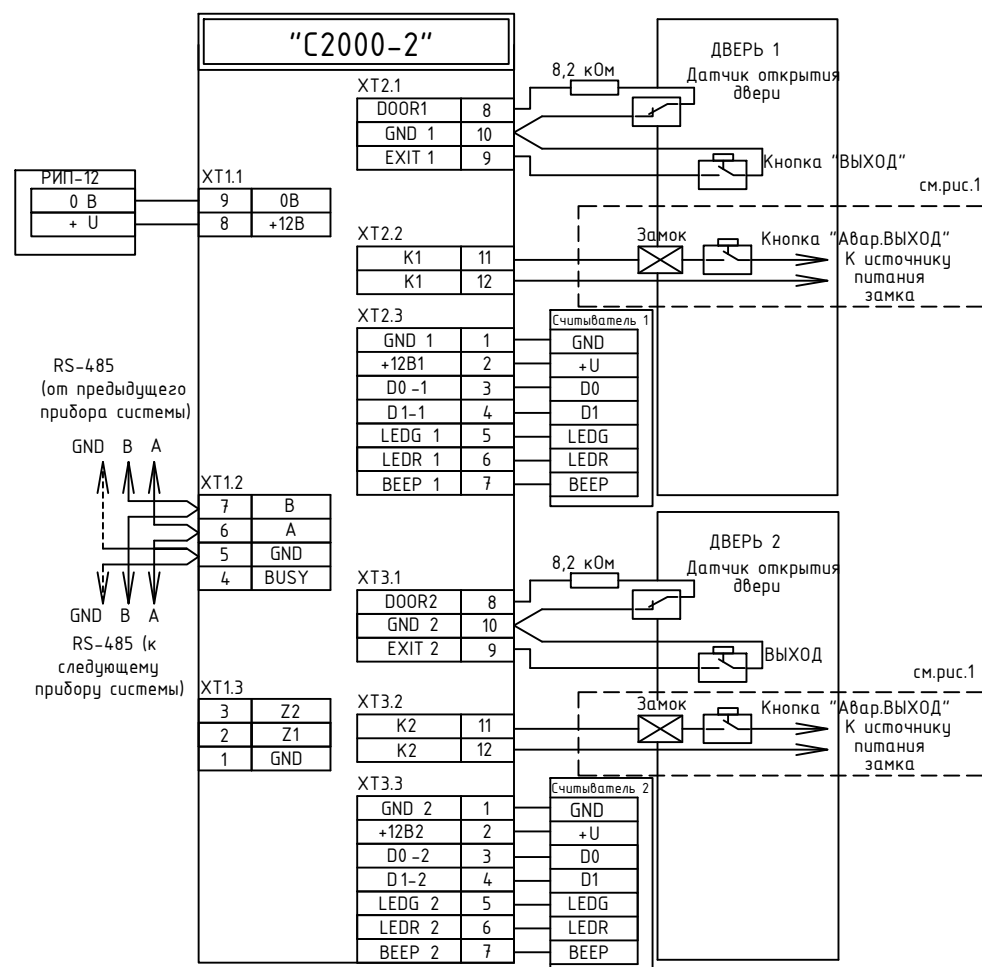 "С2000-2"
РИП-12
0 В
+ U
XT1.1
9 0В
8 +12В
RS-485
(от предыдущего
прибора системы)
GND В А
XT1.2
7 В
6 А
5 GND
4 BUSY
GND В А
RS-485 (к
следующему
прибору системы)
XT1.3
3 Z2
2 Z1
1 GND
XT2.1
DOOR1 8
GND 1 10
EXIT 1 9
XT2.2
K1 11
K1 12
XT2.3
GND 1 1
+12В1 2
D0 -1 3
D1-1 4
LEDG 1 5
LEDR 1 6
BEEP 1 7
8,2 кОм
ДВЕРЬ 1
Датчик открытия
двери
Кнопка "ВЫХОД"
см.рис.1
Замок
Кнопка "Авар.ВЫХОД"
К источнику
питания
замка
Считыватель 1
GND
+U
D0
D1
LEDG
LEDR
BEEP
XT3.1
DOOR2 8
GND 2 10
EXIT 2 9
XT3.2
K2 11
K2 12
XT3.3
GND 2 1
+12В2 2
D0 -2 3
D1-2 4
LEDG 2 5
LEDR 2 6
BEEP 2 7
8,2 кОм
ДВЕРЬ 2
Датчик открытия
двери
ВЫХОД
см.рис.1
Замок
Кнопка "Авар.ВЫХОД"
К источнику
питания
замка
Считыватель 2
GND
+U
D0
D1
LEDG
LEDR
BEEP